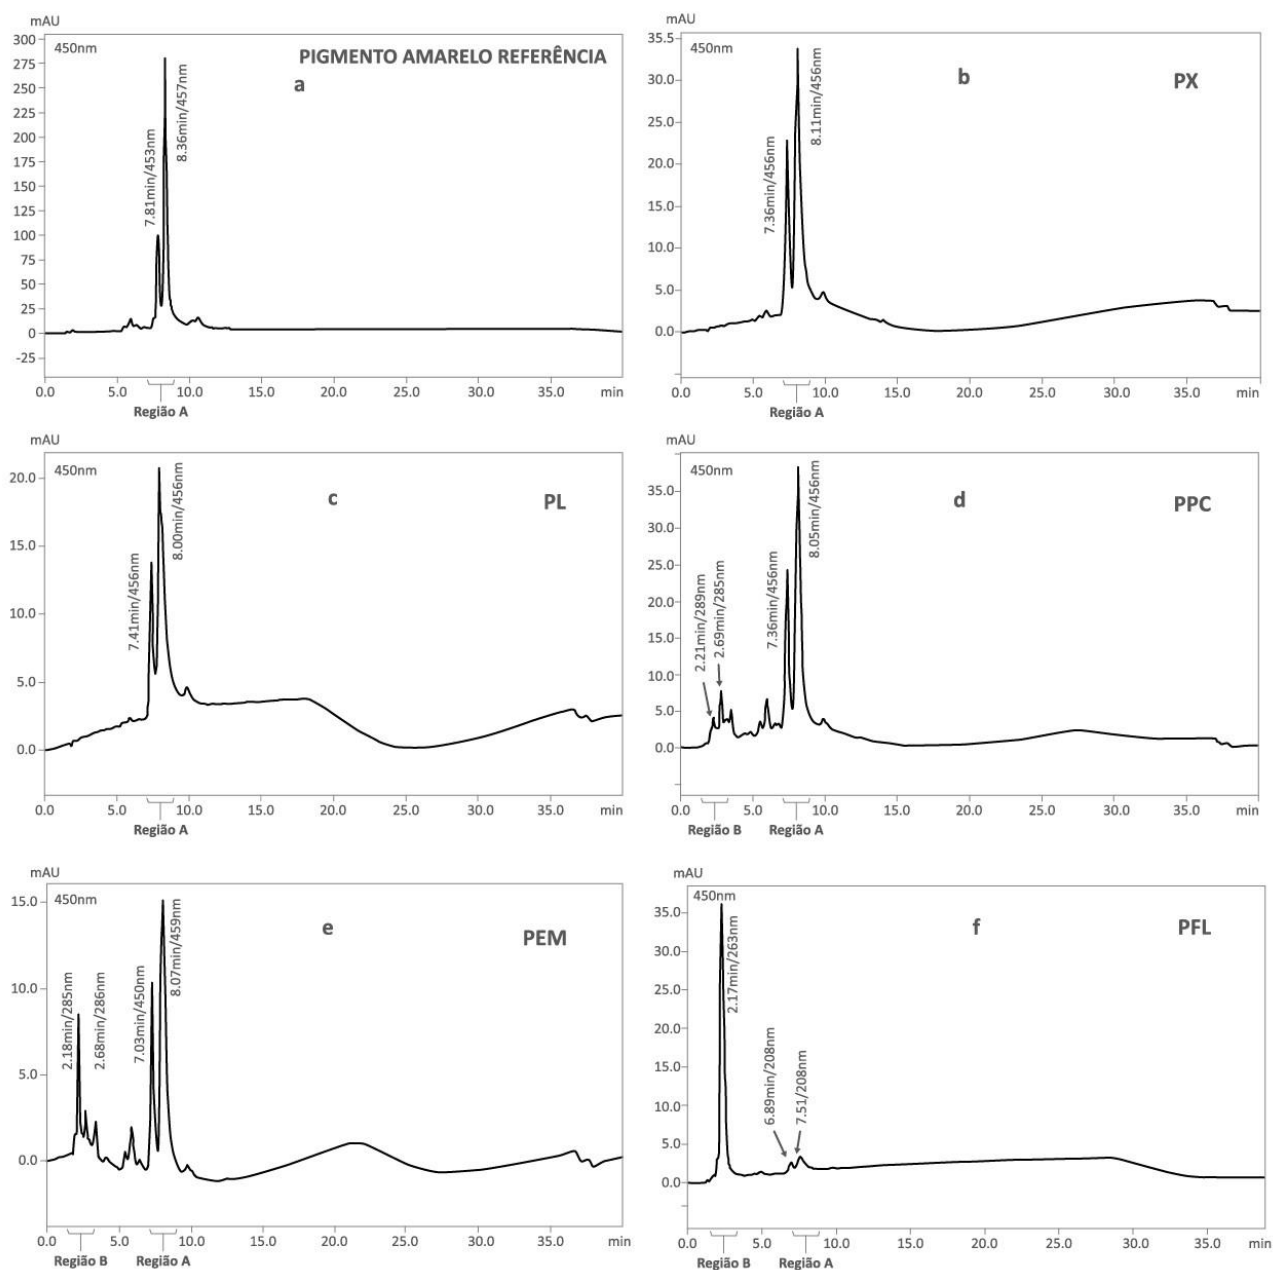 mAU
300
275
250
225
200
175
150
125
100
75
50
25
0
-25
450nm
PIGMENTO AMARELO REFERÊNCIA
a
7.81min/453nm
8.36min/457nm
0.0 5.0 10.0 15.0 20.0 25.0 30.0 35.0 min
Região A
mAU
35.5
30.0
25.0
20.0
15.0
10.0
5.0
0.0
450nm
b
PX
7.36min/456nm
8.11min/456nm
0.0 5.0 10.0 15.0 20.0 25.0 30.0 35.0 min
Região A
mAU
20.0
15.0
10.0
5.0
0.0
450nm
c
PL
7.41min/456nm
8.00min/456nm
0.0 5.0 10.0 15.0 20.0 25.0 30.0 35.0 min
Região A
mAU
35.0
30.0
25.0
20.0
15.0
10.0
5.0
0.0
450nm
d
PPC
2.21min/289nm
2.69min/285nm
7.36min/456nm
8.05min/456nm
0.0 5.0 10.0 15.0 20.0 25.0 30.0 35.0 min
Região B Região A
mAU
15.0
10.0
5.0
0.0
450nm
e
PEM
2.18min/285nm
2.68min/286nm
7.03min/450nm
8.07min/459nm
0.0 5.0 10.0 15.0 20.0 25.0 30.0 35.0 min
Região B Região A
mAU
35.0
30.0
25.0
20.0
15.0
10.0
5.0
0.0
450nm
f
PFL
2.17min/263nm
6.89min/208nm
7.51/208nm
0.0 5.0 10.0 15.0 20.0 25.0 30.0 35.0 min
Região B Região A